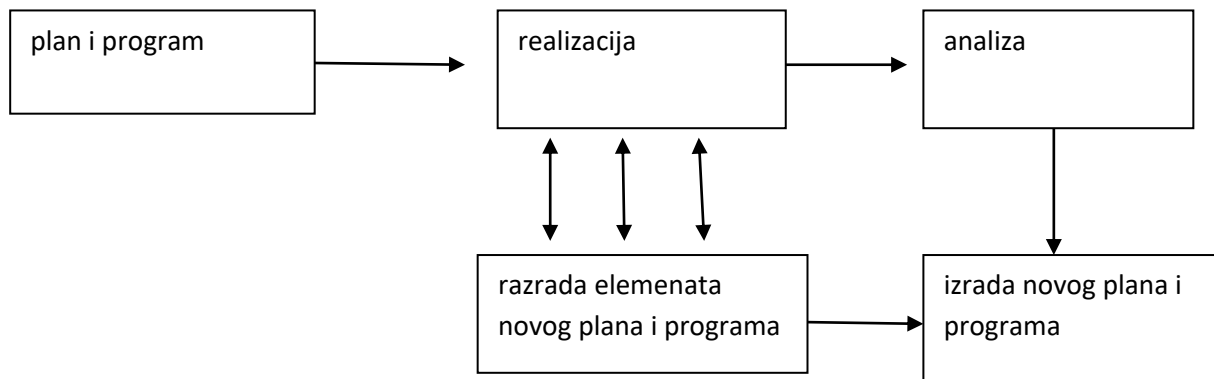 plan i program
realizacija
analiza
razrada elemenata
novog plana i programa
izrada novog plana i
programa